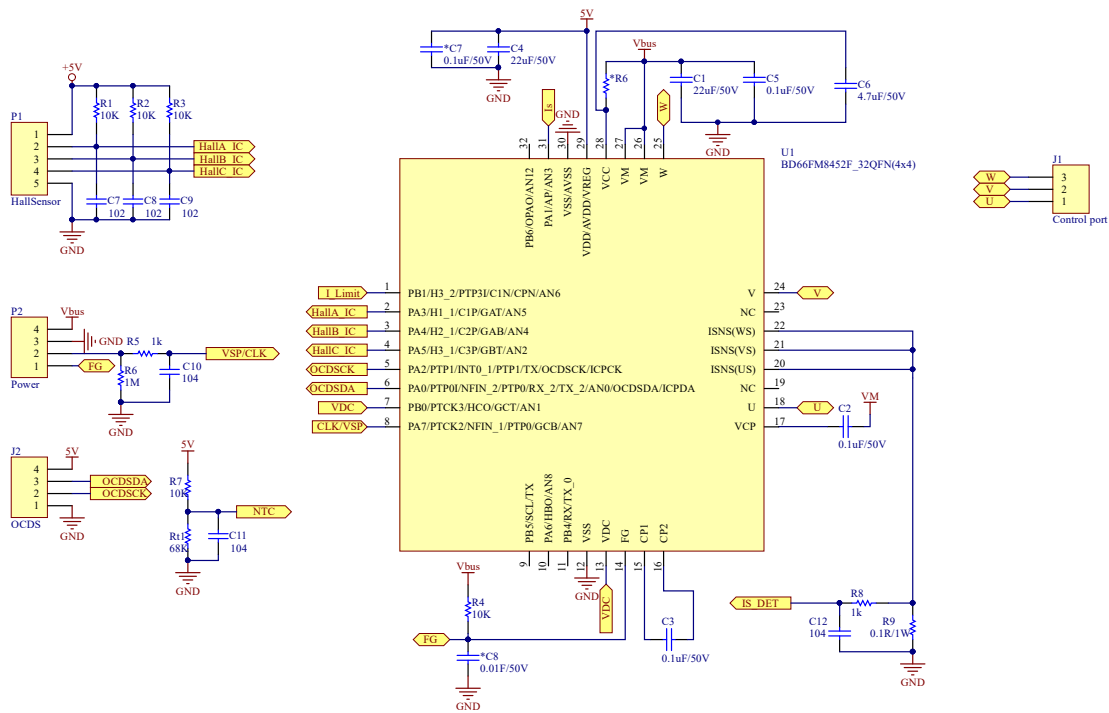 5V
*C7
0.1uF/50V
C4
22uF/50V
GND
Vbus
*R6
C1
22uF/50V
C5
0.1uF/50V
C6
4.7uF/50V
GND
Is
GND
W
+5V
R1
10K
R2
10K
R3
10K
P1
1
2
3
4
5
HallSensor
HallA_IC
HallB_IC
HallC_IC
C7
102
C8
102
C9
102
GND
U1
BD66FM8452F_32QFN(4x4)
32
31
30
29
28
27
26
25
PB6/OPAO/AN12
PA1/AP/AN3
VSS/AVSS
VDD/AVDD/VREG
VCC
VM
VM
W
J1
W
V
U
3
2
1
Control port
I_Limit
1
PB1/H3_2/PTP3I/C1N/CPN/AN6
HallA_IC
2
PA3/H1_1/C1P/GAT/AN5
HallB_IC
3
PA4/H2_1/C2P/GAB/AN4
HallC_IC
4
PA5/H3_1/C3P/GBT/AN2
OCDSCK
5
PA2/PTP1/INT0_1/PTP1/TX/OCDSCK/ICPCK
OCDSDA
6
PA0/PTP0I/NFIN_2/PTP0/RX_2/TX_2/AN0/OCDSDA/ICPDA
VDC
7
PB0/PTCK3/HCO/GCT/AN1
CLK/VSP
8
PA7/PTCK2/NFIN_1/PTP0/GCB/AN7
V
24
V
NC
23
ISNS(WS)
22
ISNS(VS)
21
ISNS(US)
20
NC
19
U
18
U
VCP
17
C2
0.1uF/50V
VM
P2
4
3
2
1
Power
Vbus
GND
FG
R5
1k
R6
1M
C10
104
VSP/CLK
GND
J2
4
3
2
1
OCDS
5V
OCDSDA
OCDSCK
GND
5V
R7
10K
Rt1
68K
C11
104
NTC
GND
PB5/SCL/TX
PA6/HBO/AN8
PB4/RX/TX_0
VSS
VDC
FG
CP1
CP2
9
10
11
12
13
14
15
16
GND
VDC
Vbus
R4
10K
FG
*C8
0.01F/50V
GND
C3
0.1uF/50V
IS_DET
R8
1k
C12
104
R9
0.1R/1W
GND